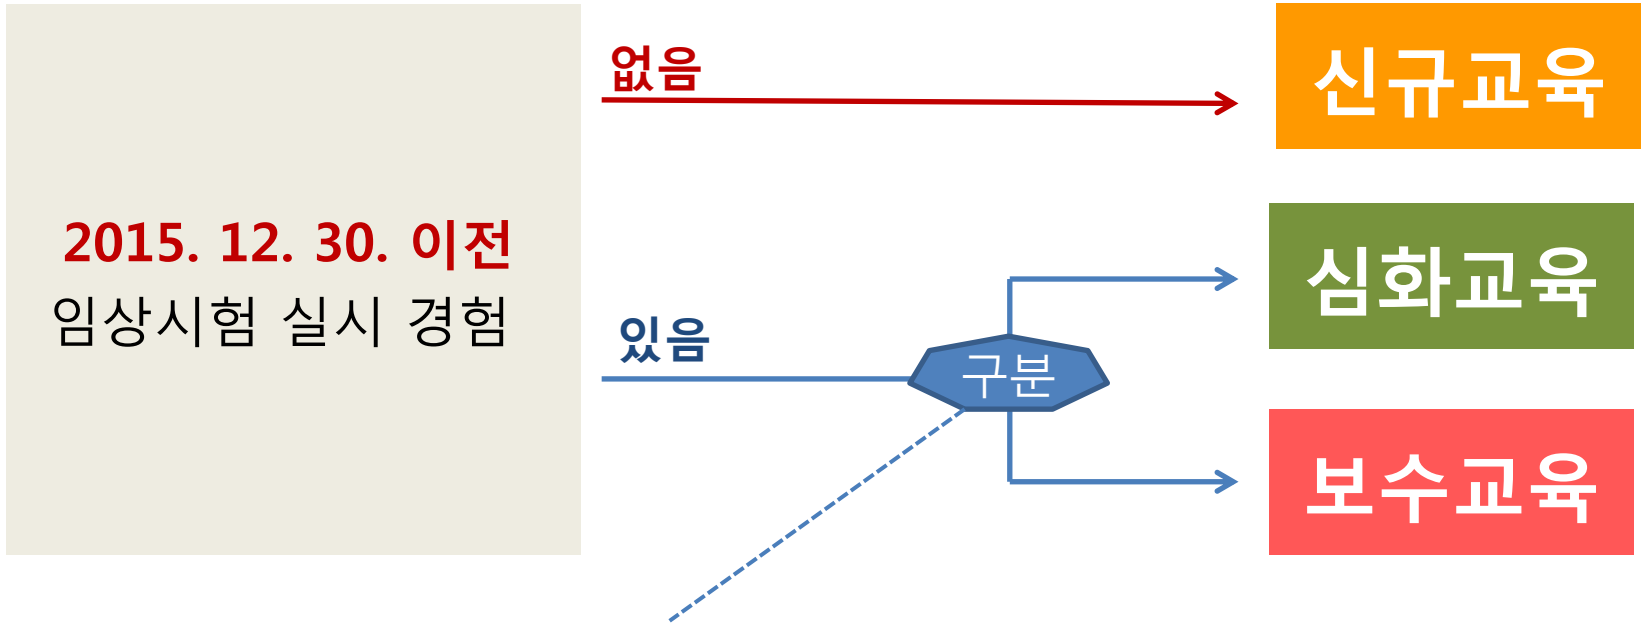 없음
신규교육
2015. 12. 30. 이전
임상시험 실시 경험
있음
구분
심화교육
보수교육